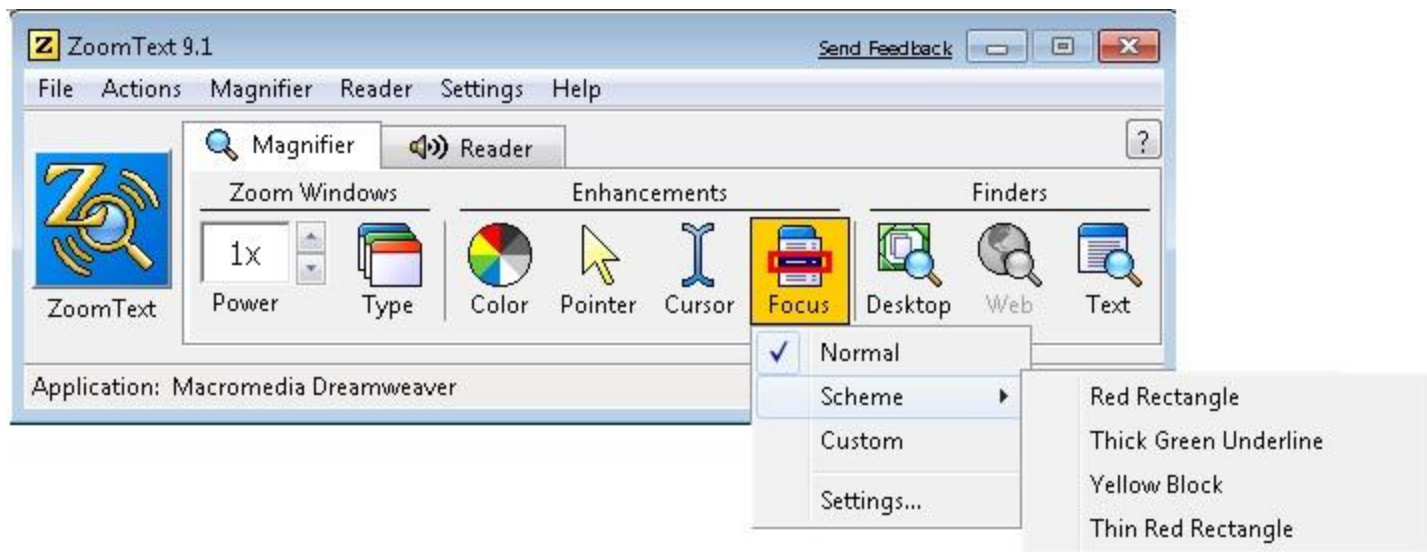 Z ZoomText 9.1 Send Feedback
File Actions Magnifier Reader Settings Help
Magnifier Reader ?
Zoom Windows Enhancements Finders
1x
ZoomText Power Type Color Pointer Cursor Focus Desktop Web Text
Normal
Application: Macromedia Dreamweaver
Scheme Red Rectangle
Custom Thick Green Underline
Yellow Block
Settings...
Thin Red Rectangle